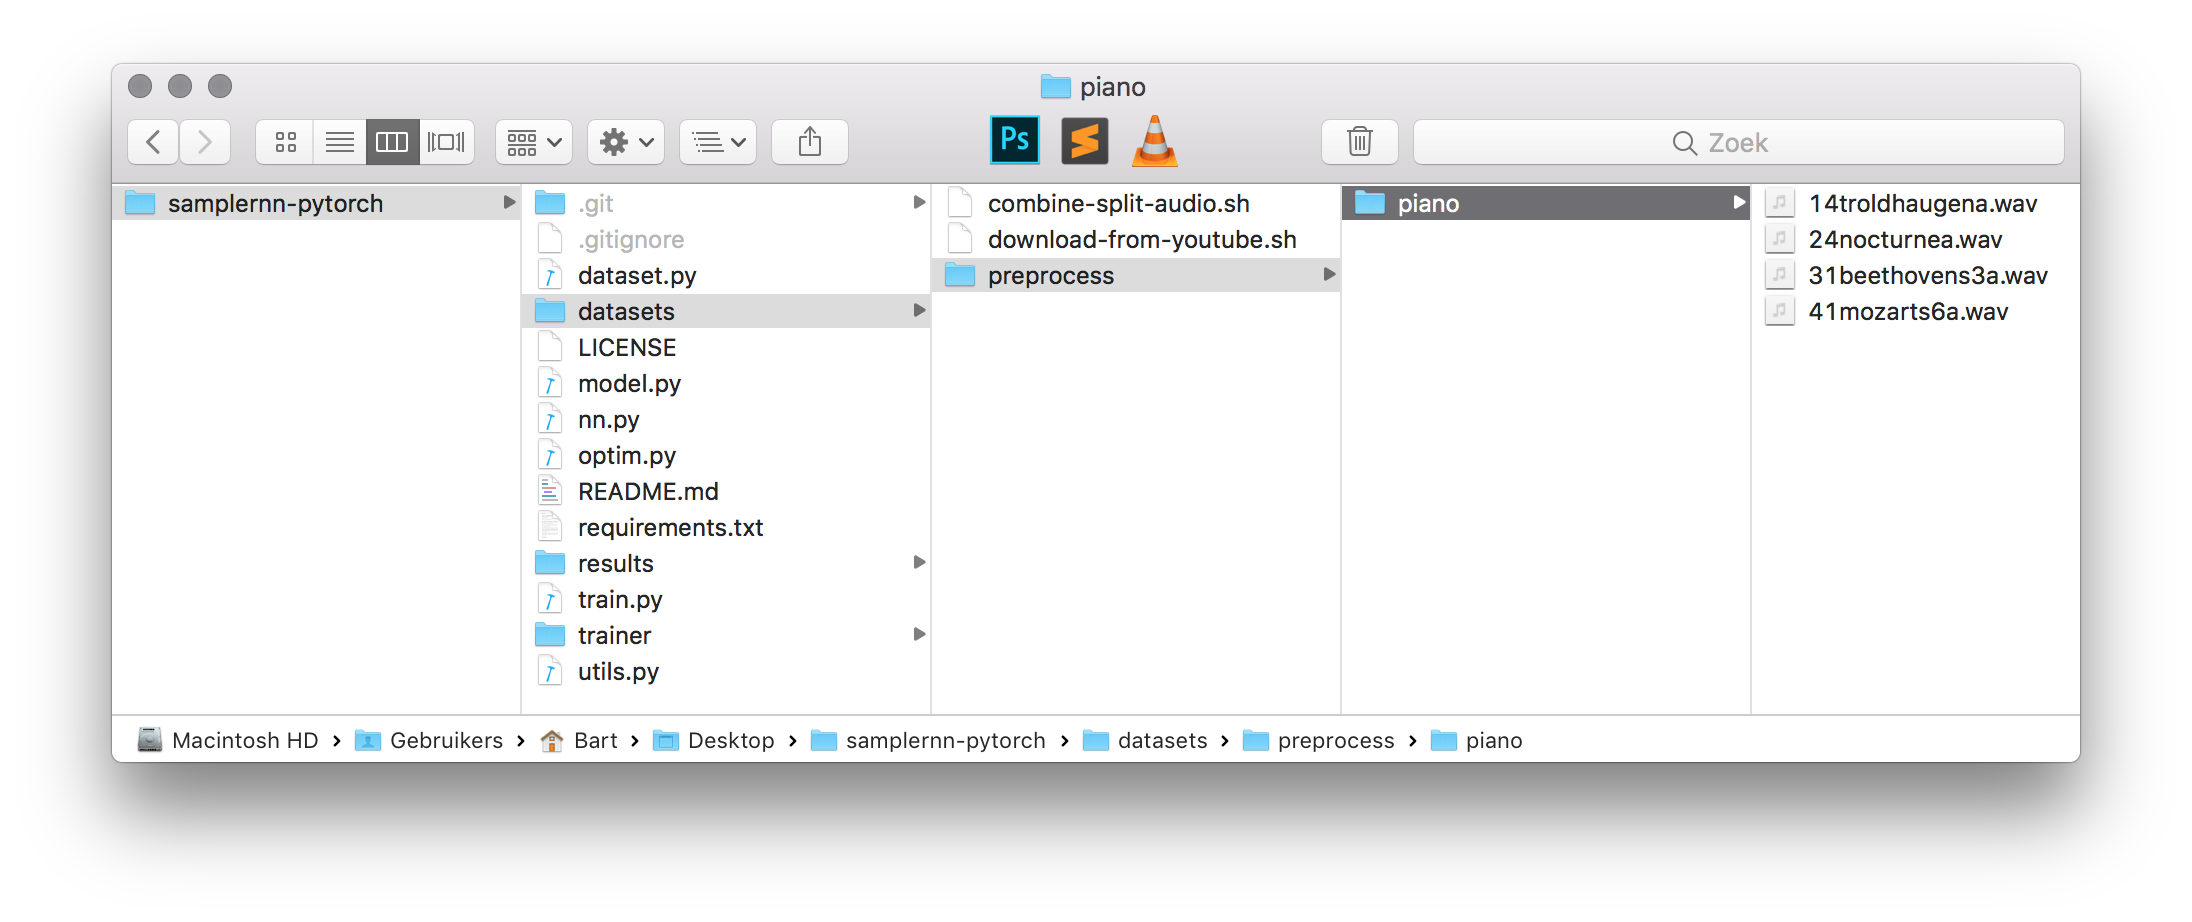 piano
Ps
Zoek
samplernn-pytorch
.git
.gitignore
dataset.py
datasets
LICENSE
model.py
nn.py
optim.py
README.md
requirements.txt
results
train.py
trainer
utils.py
combine-split-audio.sh
download-from-youtube.sh
preprocess
piano
14troldhaugena.wav
24nocturnea.wav
31beethovens3a.wav
41mozarts6a.wav
Macintosh HD › Gebruikers › Bart › Desktop › samplernn-pytorch › datasets › preprocess › piano